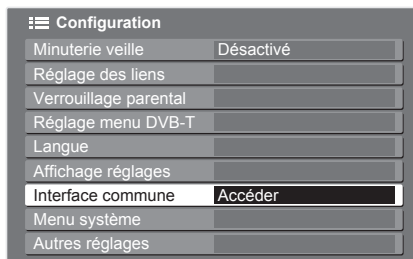 Configuration
Minuterie veille Désactivé
Réglage des liens
Verrouillage parental
Réglage menu DVB-T
Langue
Affichage réglages
Interface commune Accéder
Menu système
Autres réglages